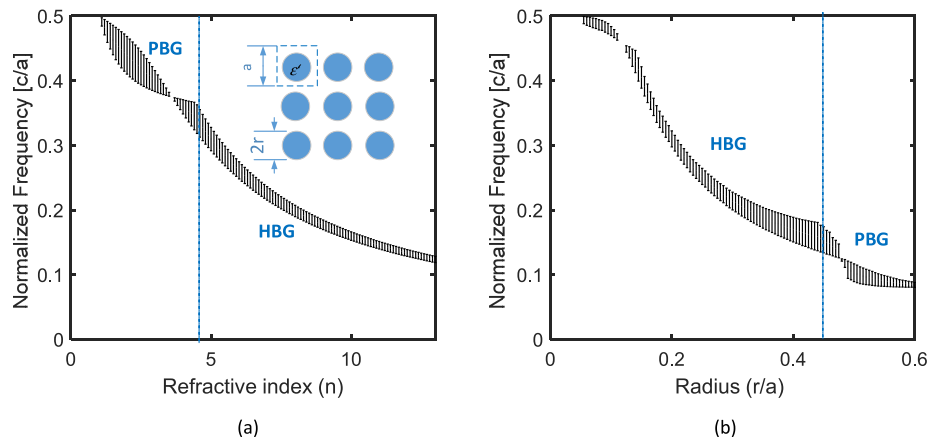 0.5
0.4
0.3
0.2
0.1
0
Normalized Frequency [c/a]
PBG
HBG
a
ε′
2r
0 5 10
Refractive index (n)
(a)
0.5
0.4
0.3
0.2
0.1
0
Normalized Frequency [c/a]
HBG
PBG
0 0.2 0.4 0.6
Radius (r/a)
(b)